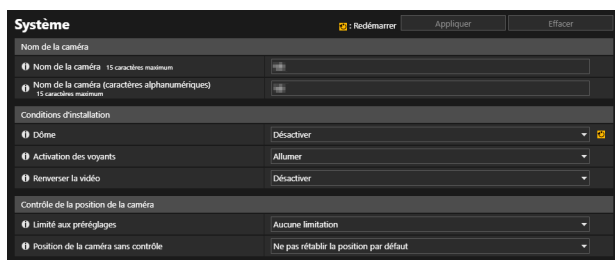 Système
: Redémarrer
Appliquer
Effacer
Nom de la caméra
Nom de la caméra 15 caractères maximum
Nom de la caméra (caractères alphanumériques)
15 caractères maximum
Conditions d'installation
Dôme Désactiver
Activation des voyants Allumer
Renverser la vidéo Désactiver
Contrôle de la position de la caméra
Limité aux préréglages Aucune limitation
Position de la caméra sans contrôle Ne pas rétablir la position par défaut